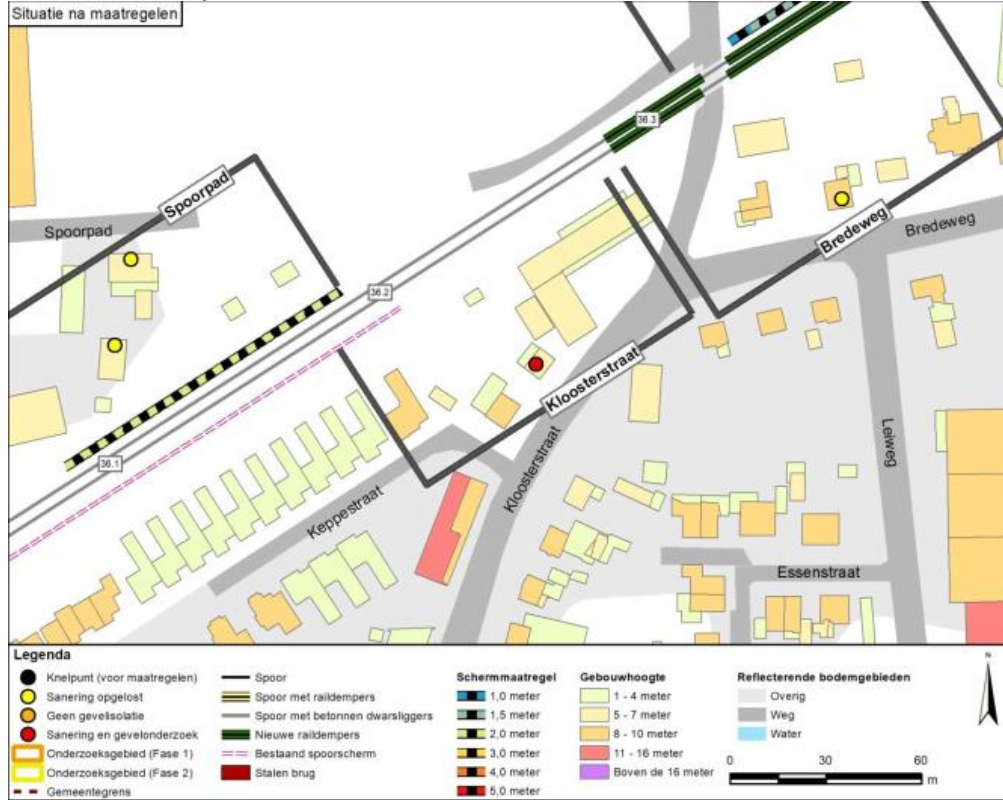 Situatie na maatregelen
36.3
Spoorpad
Spoorpad
Bredeweg
Bredeweg
36.2
Kloosterstraat
36.1
Keppestraat
Kloosterstraat
Leiweg
Essenstraat
Legenda
Knelpunt (voor maatregelen)
Sanering opgelost
Geen gevelisolatie
Sanering en gevelonderzoek
Onderzoeksgebied (Fase 1)
Onderzoeksgebied (Fase 2)
Gemeentegrens
Spoor
Spoor met raildempers
Spoor met betonnen dwarsliggers
Nieuwe raildempers
Bestaand spoorscherm
Stalen brug
Schermmaatregel
1,0 meter
1,5 meter
2,0 meter
3,0 meter
4,0 meter
5,0 meter
Gebouwhoogte
1 - 4 meter
5 - 7 meter
8 - 10 meter
11 - 16 meter
Boven de 16 meter
Reflecterende bodemgebieden
Overig
Weg
Water
N
0 30 60
m